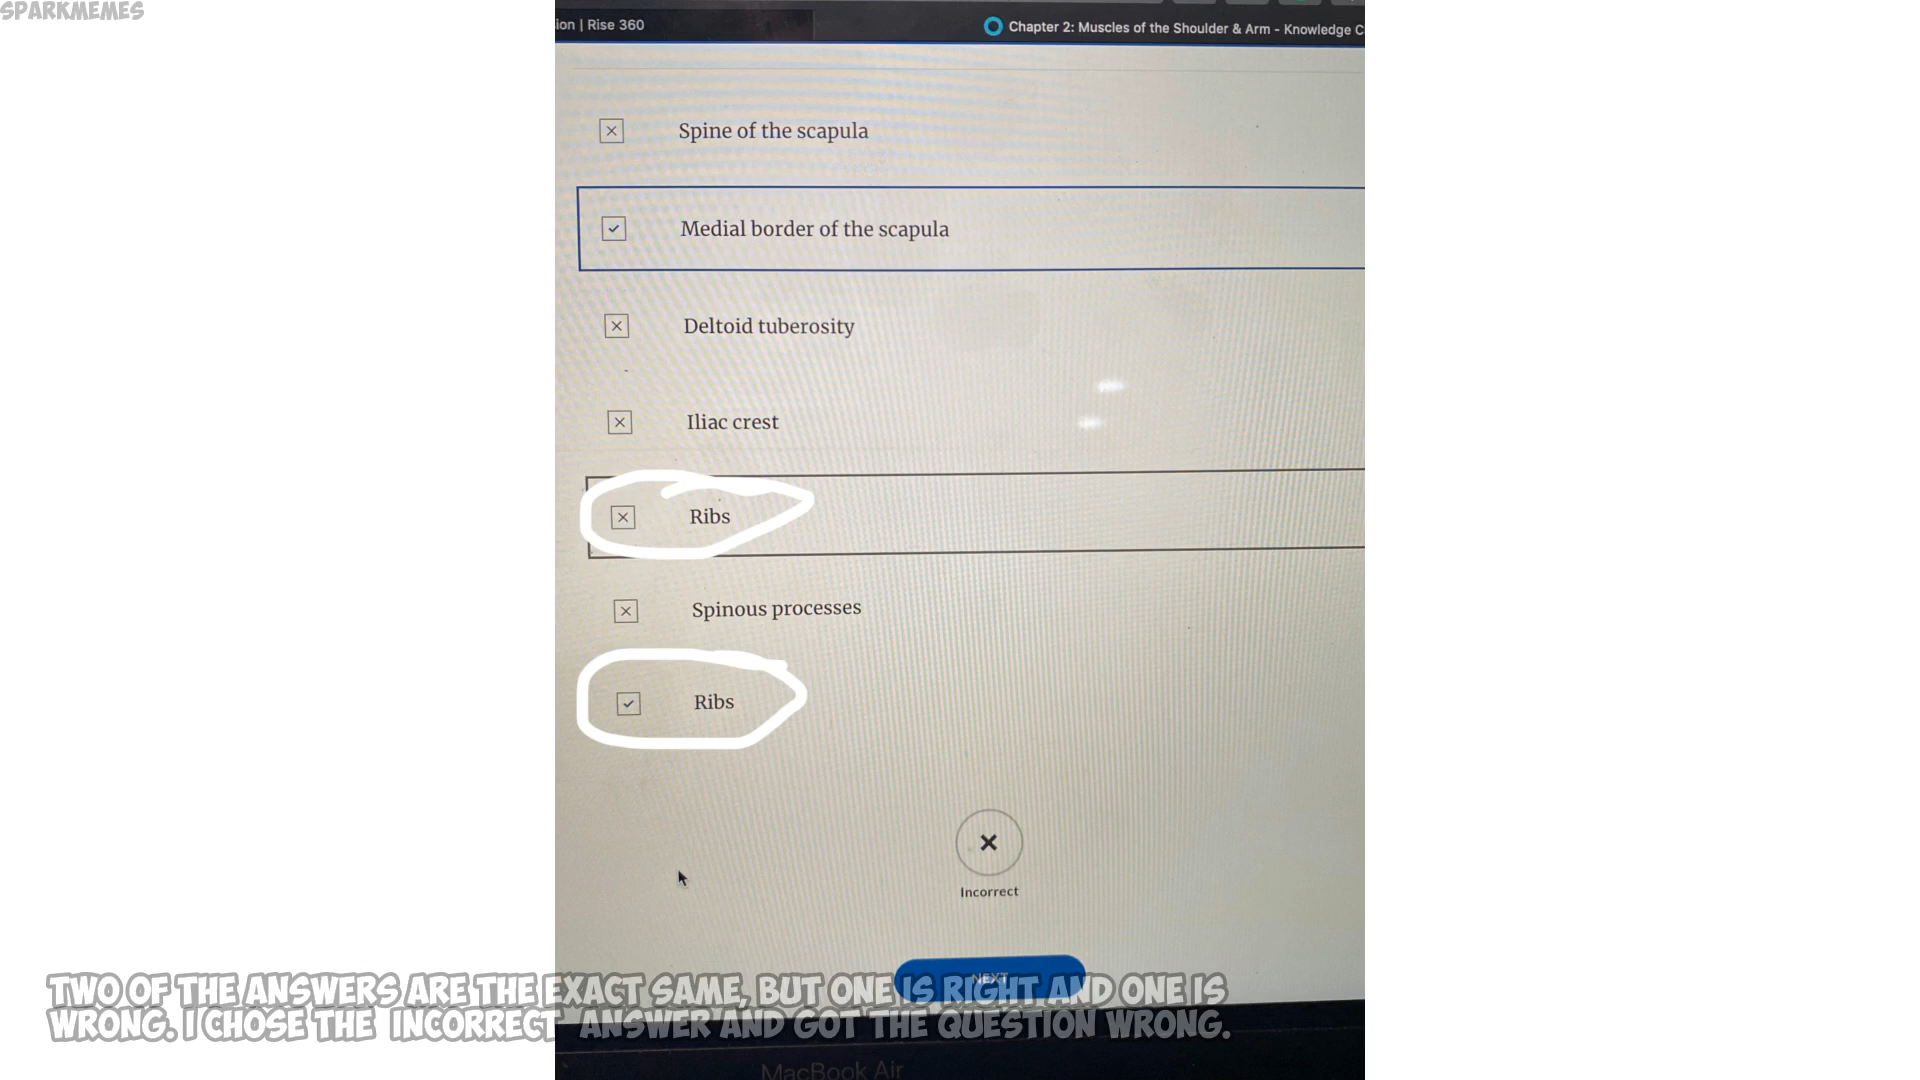 SPARKMEMES
ion | Rise 360
Chapter 2: Muscles of the Shoulder & Arm - Knowledge C
Spine of the scapula
Medial border of the scapula
Deltoid tuberosity
Iliac crest
Ribs
Spinous processes
Ribs
Incorrect
NEXT
TWO OF THE ANSWERS ARE THE EXACT SAME, BUT ONE IS RIGHT AND ONE IS
WRONG. I CHOSE THE INCORRECT ANSWER AND GOT THE QUESTION WRONG.
MacBook Air